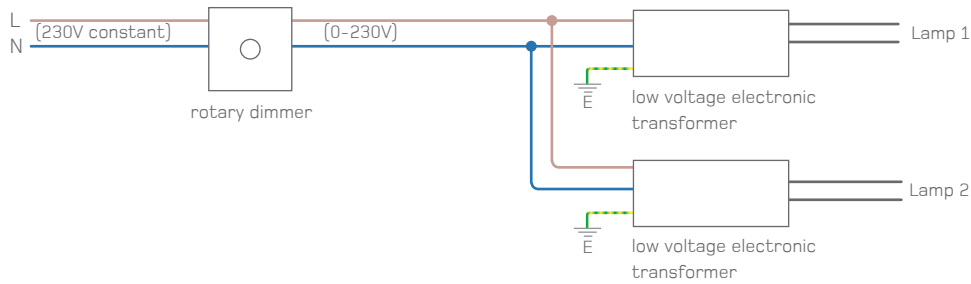 L
(230V constant)
(0-230V)
N
Lamp 1
rotary dimmer
E
low voltage electronic
transformer
Lamp 2
E
low voltage electronic
transformer